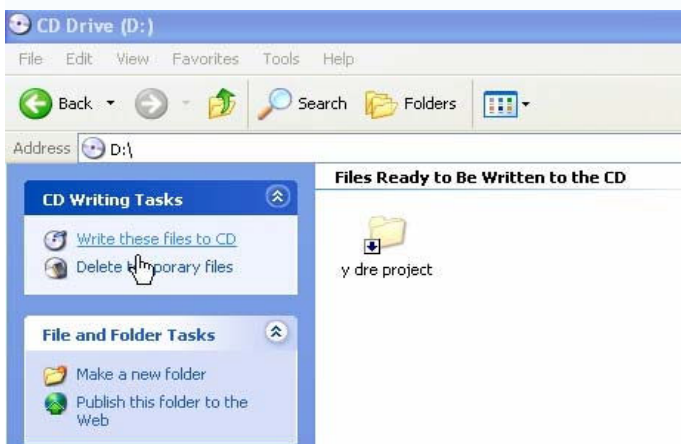 CD Drive (D:)
File Edit View Favorites Tools Help
Back Search Folders
Address D:\
Files Ready to Be Written to the CD
CD Writing Tasks
Write these files to CD
Delete temporary files
y dre project
File and Folder Tasks
Make a new folder
Publish this folder to the
Web